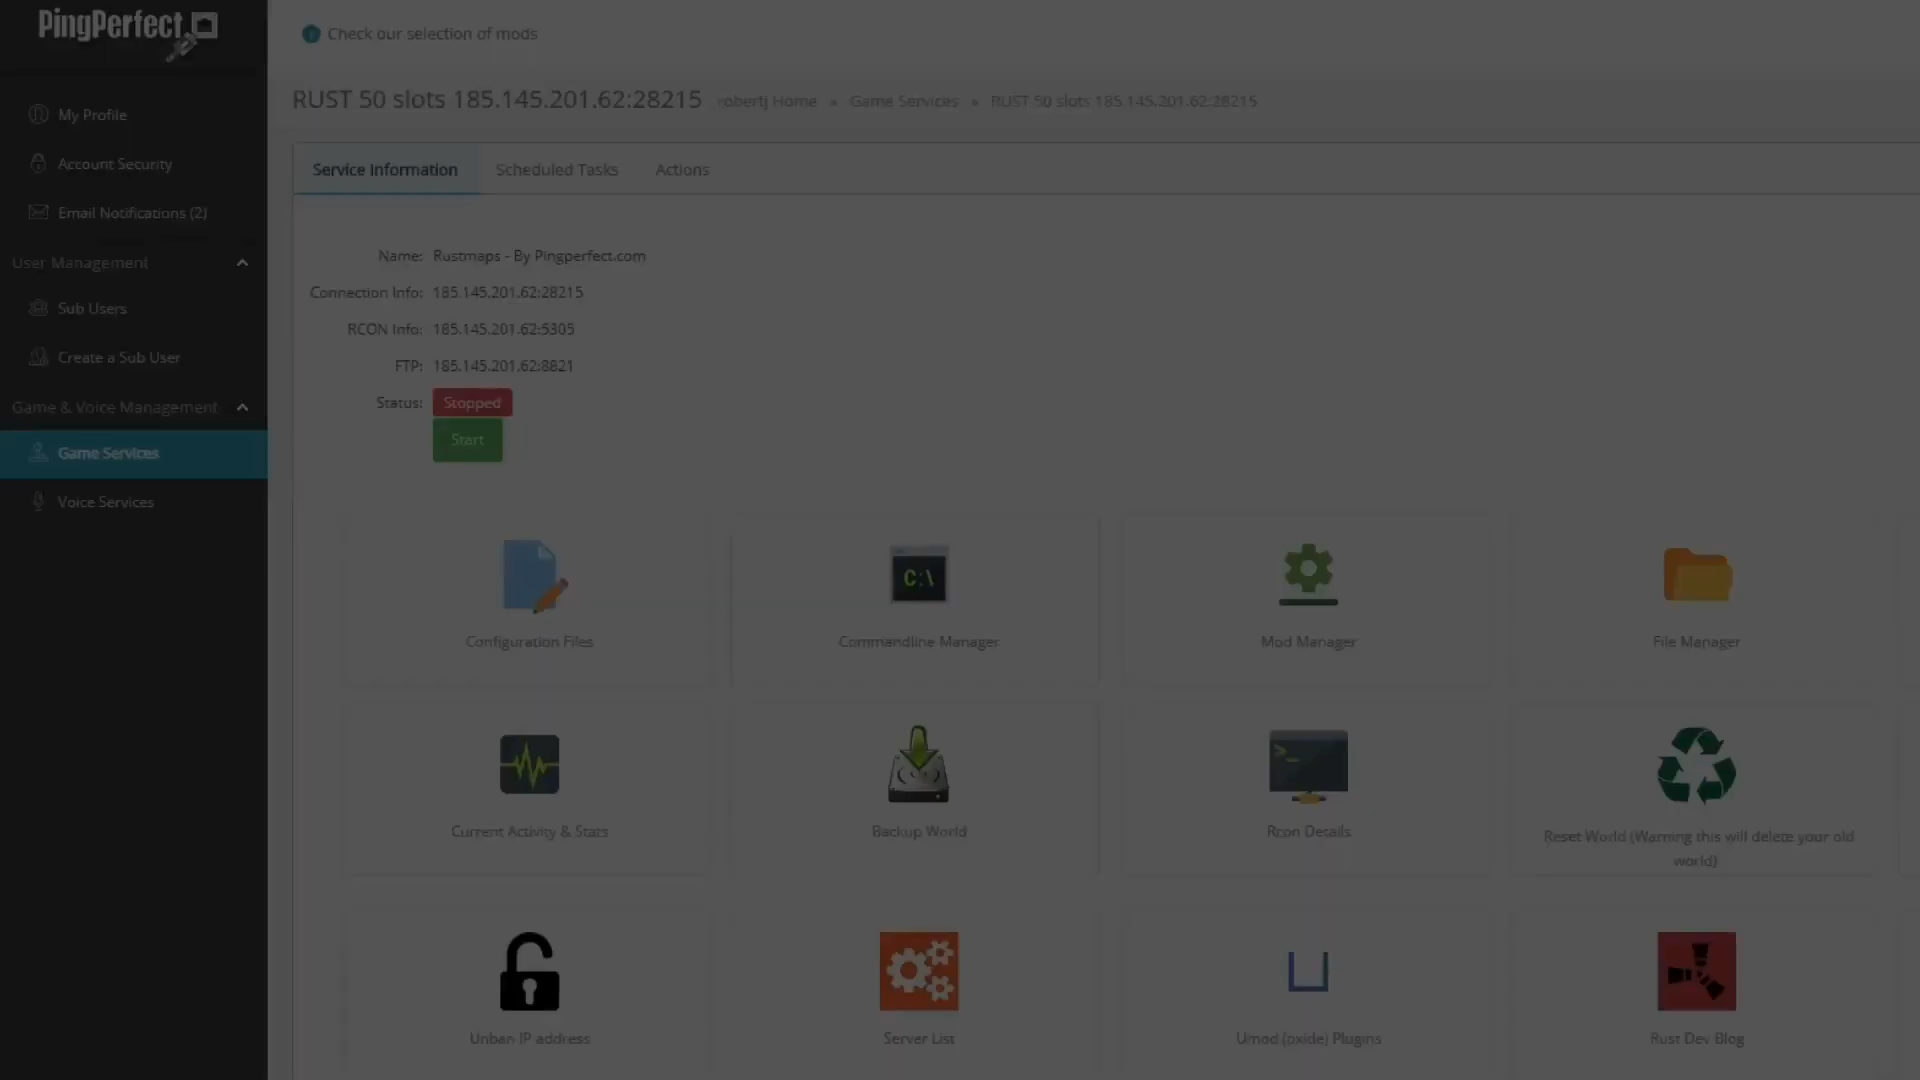 PingPerfect
Check our selection of mods
RUST 50 slots 185.145.201.62:28215
robertj Home » Game Services » RUST 50 slots 185.145.201.62:28215
My Profile
Account Security
Email Notifications (2)
User Management
Sub Users
Create a Sub User
Game & Voice Management
Game Services
Voice Services
Service Information
Scheduled Tasks
Actions
Name: Rustmaps - By Pingperfect.com
Connection Info: 185.145.201.62:28215
RCON Info: 185.145.201.62:5305
FTP: 185.145.201.62:8821
Status: Stopped
Start
C:\
Configuration Files
Commandline Manager
Mod Manager
File Manager
Current Activity & Stats
Backup World
Rcon Details
Reset World (Warning this will delete your old
world)
Unban IP address
Server List
Umod (oxide) Plugins
Rust Dev Blog